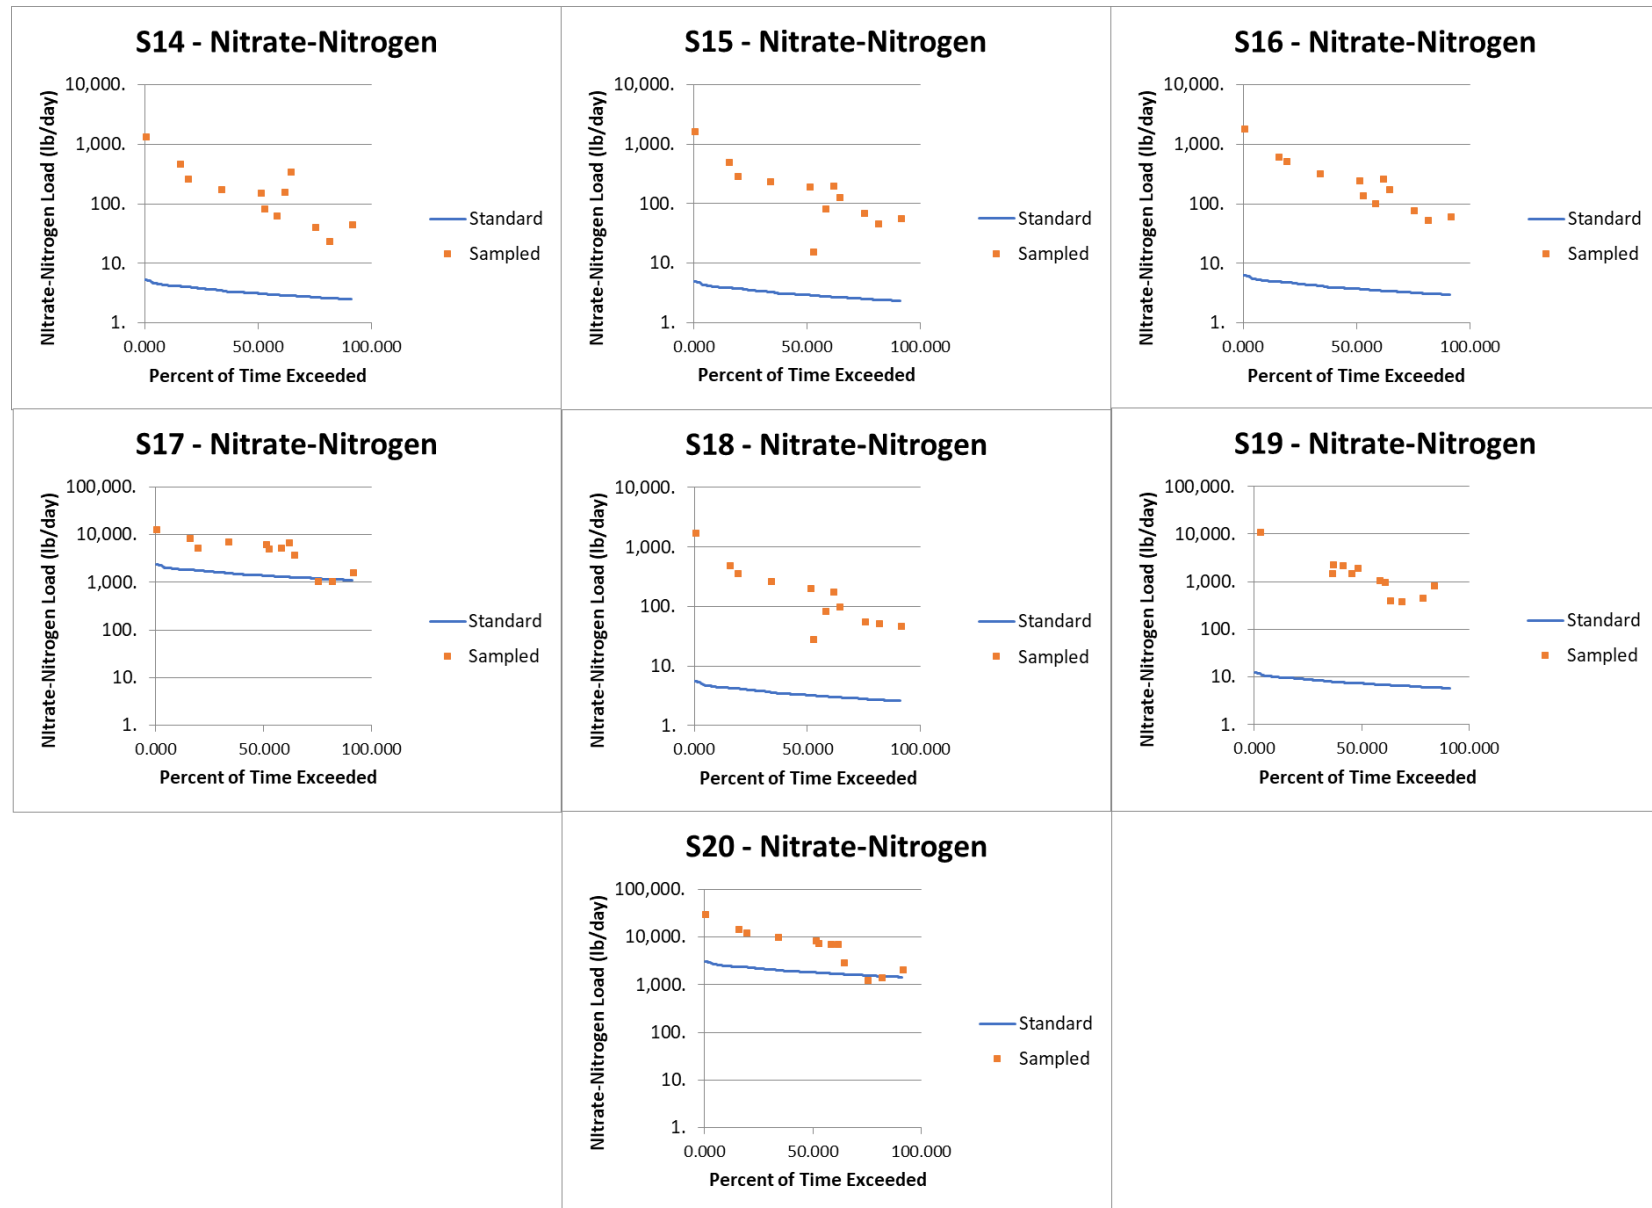 S14 - Nitrate-Nitrogen
NItrate-Nitrogen Load (lb/day)
10,000.
1,000.
100.
10.
1.
0.000 50.000 100.000
Percent of Time Exceeded
Standard
Sampled
S15 - Nitrate-Nitrogen
NItrate-Nitrogen Load (lb/day)
10,000.
1,000.
100.
10.
1.
0.000 50.000 100.000
Percent of Time Exceeded
Standard
Sampled
S16 - Nitrate-Nitrogen
NItrate-Nitrogen Load (lb/day)
10,000.
1,000.
100.
10.
1.
0.000 50.000 100.000
Percent of Time Exceeded
Standard
Sampled
S17 - Nitrate-Nitrogen
NItrate-Nitrogen Load (lb/day)
100,000.
10,000.
1,000.
100.
10.
1.
0.000 50.000 100.000
Percent of Time Exceeded
Standard
Sampled
S18 - Nitrate-Nitrogen
NItrate-Nitrogen Load (lb/day)
10,000.
1,000.
100.
10.
1.
0.000 50.000 100.000
Percent of Time Exceeded
Standard
Sampled
S19 - Nitrate-Nitrogen
NItrate-Nitrogen Load (lb/day)
100,000.
10,000.
1,000.
100.
10.
1.
0.000 50.000 100.000
Percent of Time Exceeded
Standard
Sampled
S20 - Nitrate-Nitrogen
NItrate-Nitrogen Load (lb/day)
100,000.
10,000.
1,000.
100.
10.
1.
0.000 50.000 100.000
Percent of Time Exceeded
Standard
Sampled